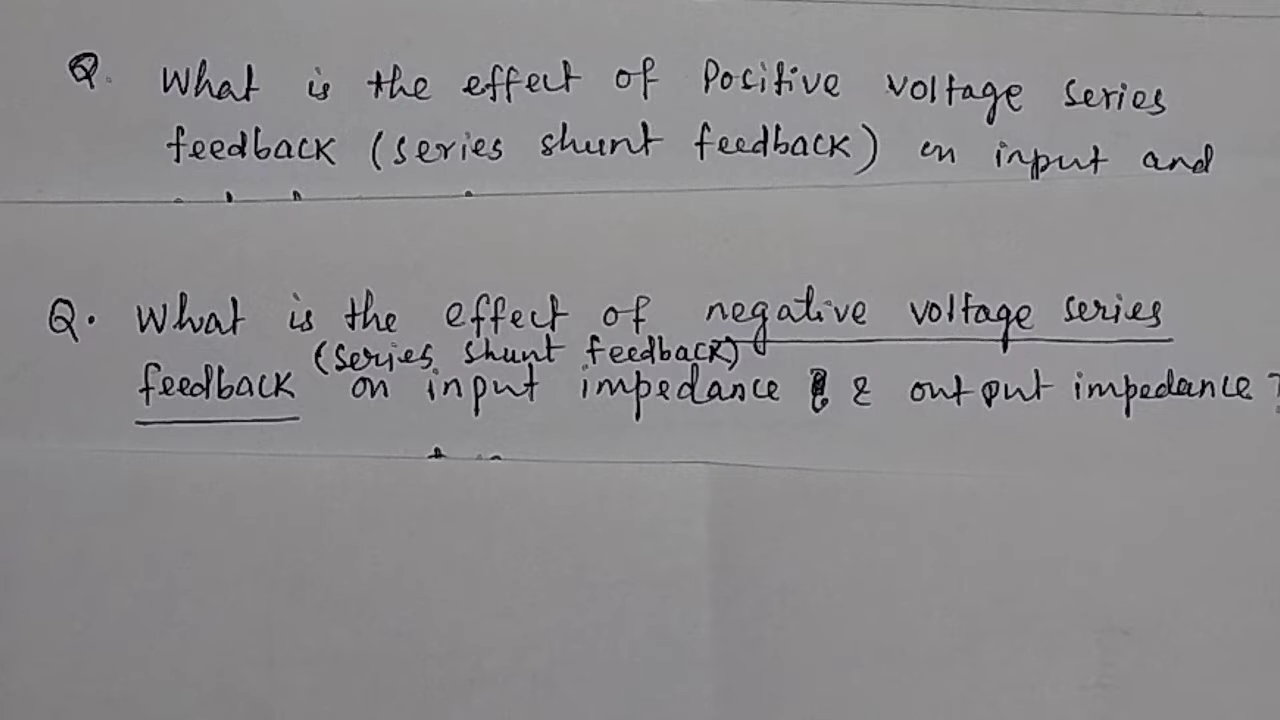 Q. What is the effect of Positive voltage series
feedback (series shunt feedback) on input and
Q. What is the effect of negative voltage series
(series shunt feedback)
feedback on input impedance & output impedance ?